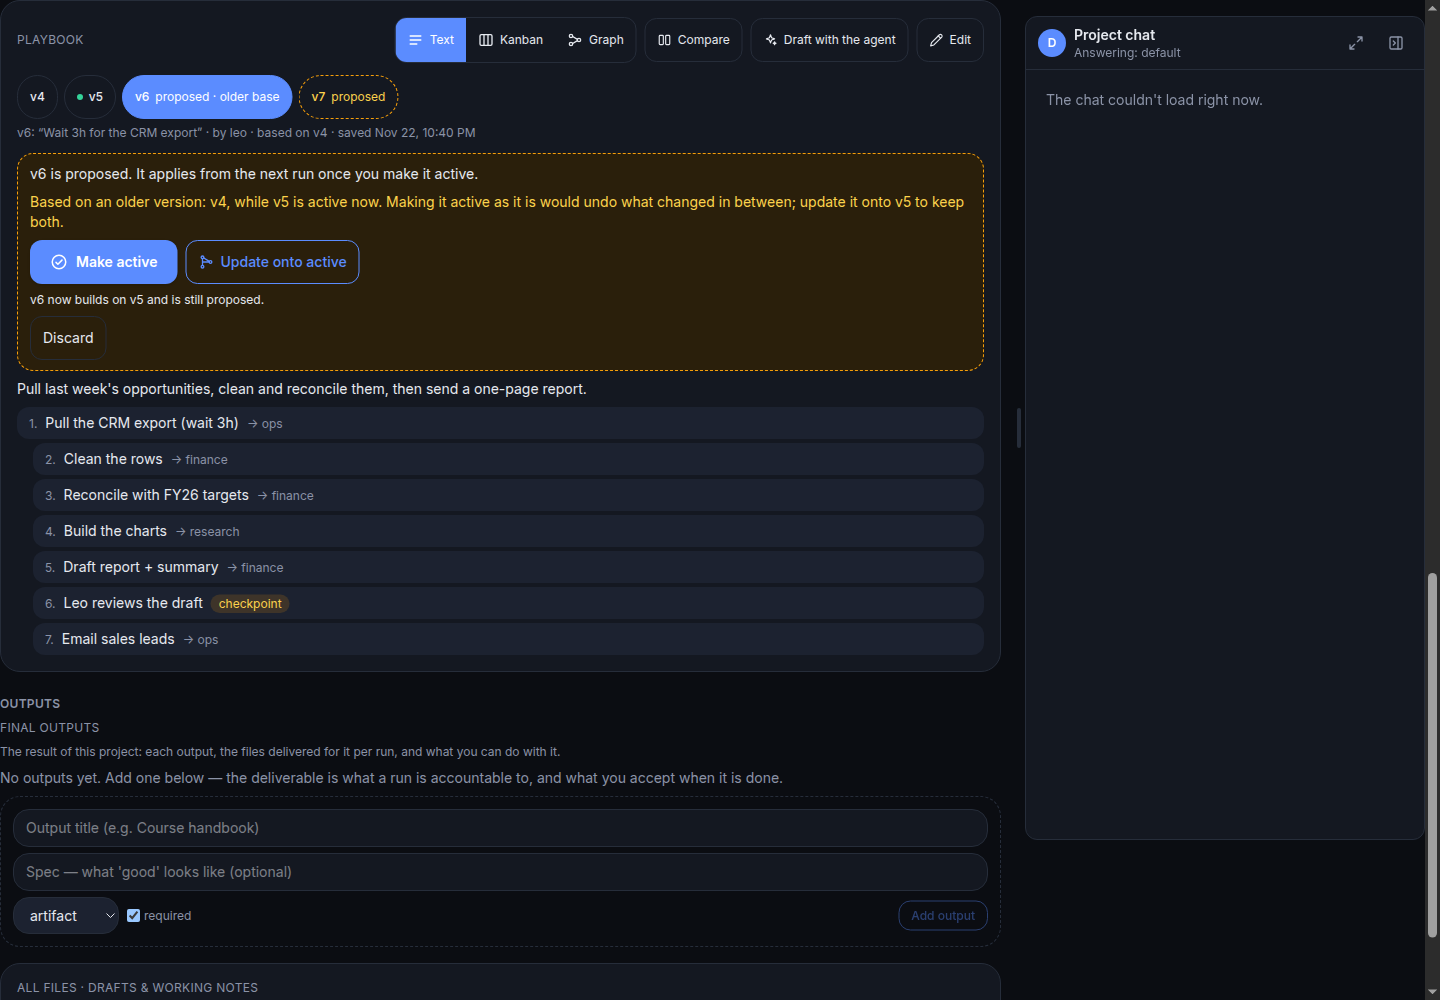 PLAYBOOK
Text
Kanban
Graph
Compare
Draft with the agent
Edit
v4
v5
v6 proposed · older base
v7 proposed
v6: “Wait 3h for the CRM export” · by leo · based on v4 · saved Nov 22, 10:40 PM
v6 is proposed. It applies from the next run once you make it active.
Based on an older version: v4, while v5 is active now. Making it active as it is would undo what changed in between; update it onto v5 to keep
both.
Make active
Update onto active
v6 now builds on v5 and is still proposed.
Discard
Pull last week's opportunities, clean and reconcile them, then send a one-page report.
1. Pull the CRM export (wait 3h) → ops
2. Clean the rows → finance
3. Reconcile with FY26 targets → finance
4. Build the charts → research
5. Draft report + summary → finance
6. Leo reviews the draft checkpoint
7. Email sales leads → ops
OUTPUTS
FINAL OUTPUTS
The result of this project: each output, the files delivered for it per run, and what you can do with it.
No outputs yet. Add one below — the deliverable is what a run is accountable to, and what you accept when it is done.
Output title (e.g. Course handbook)
Spec — what 'good' looks like (optional)
artifact
required
Add output
ALL FILES · DRAFTS & WORKING NOTES
D
Project chat
Answering: default
The chat couldn't load right now.